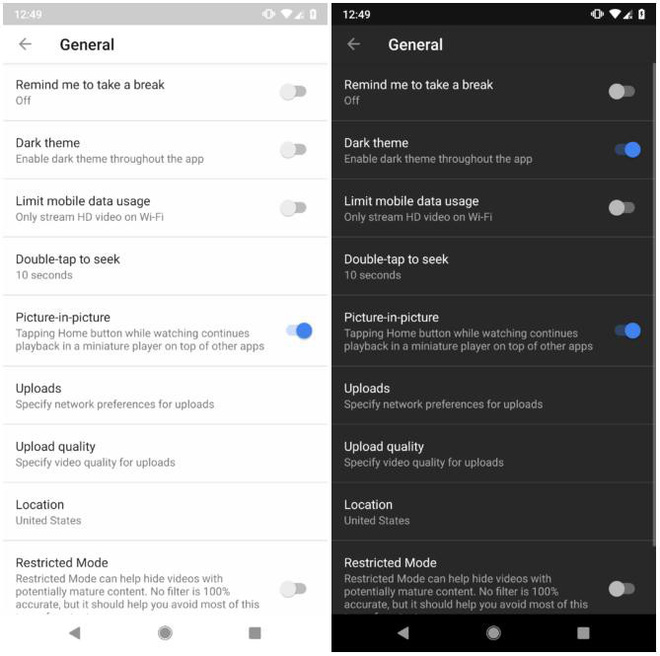 12:49
General
Remind me to take a break
Off
Dark theme
Enable dark theme throughout the app
Limit mobile data usage
Only stream HD video on Wi-Fi
Double-tap to seek
10 seconds
Picture-in-picture
Tapping Home button while watching continues
playback in a miniature player on top of other apps
Uploads
Specify network preferences for uploads
Upload quality
Specify video quality for uploads
Location
United States
Restricted Mode
Restricted Mode can help hide videos with
potentially mature content. No filter is 100%
accurate, but it should help you avoid most of this
12:49
General
Remind me to take a break
Off
Dark theme
Enable dark theme throughout the app
Limit mobile data usage
Only stream HD video on Wi-Fi
Double-tap to seek
10 seconds
Picture-in-picture
Tapping Home button while watching continues
playback in a miniature player on top of other apps
Uploads
Specify network preferences for uploads
Upload quality
Specify video quality for uploads
Location
United States
Restricted Mode
Restricted Mode can help hide videos with
potentially mature content. No filter is 100%
accurate, but it should help you avoid most of this